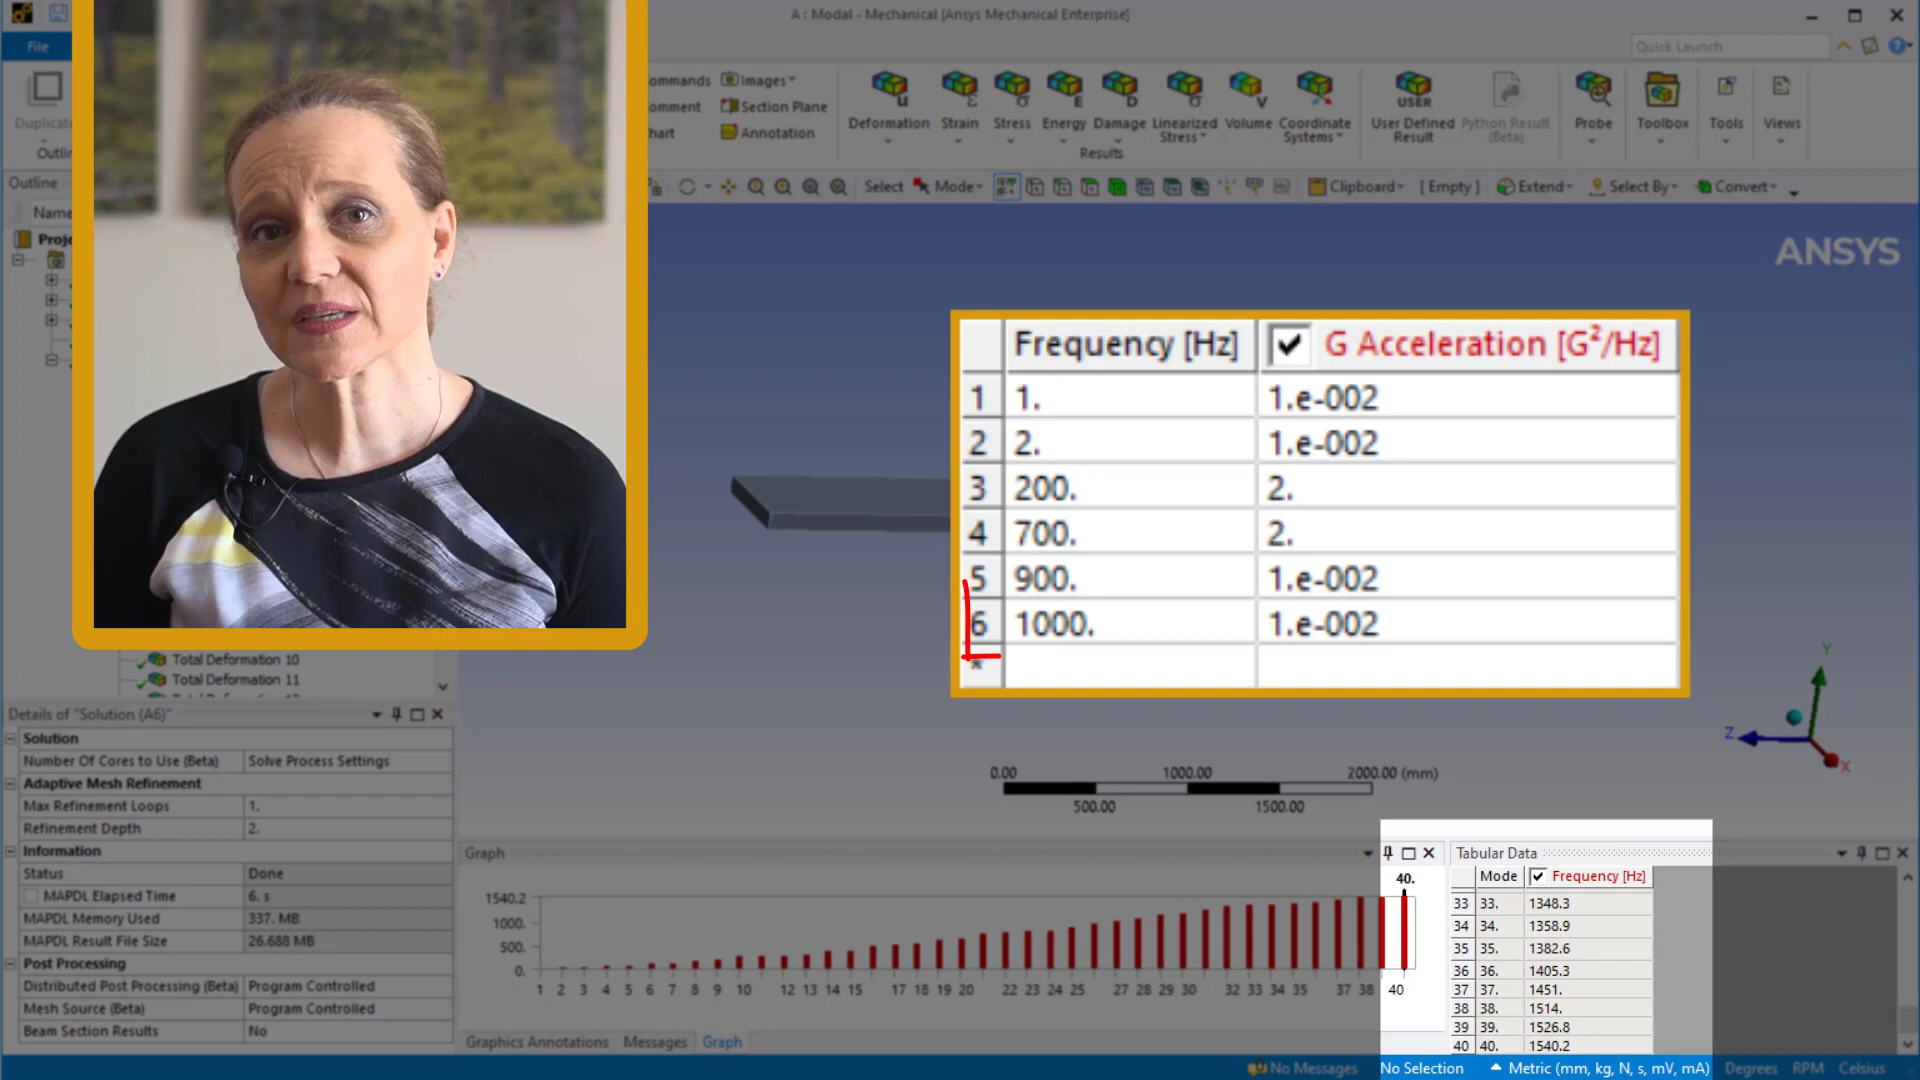 A : Modal - Mechanical [Ansys Mechanical Enterprise]
File
Quick Launch
Duplicate
Outline
ommands
Images
omment
Section Plane
hart
Annotation
Deformation
Strain
Stress
Energy
Damage
Linearized Stress
Volume
Coordinate Systems
Results
User Defined Result
Python Result (Beta)
Probe
Toolbox
Tools
Views
Outline
Select
Mode
Clipboard
[ Empty ]
Extend
Select By
Convert
Name
Proje
ANSYS
Frequency [Hz] G Acceleration [G²/Hz]
1 1. 1.e-002
2 2. 1.e-002
3 200. 2.
4 700. 2.
5 900. 1.e-002
6 1000. 1.e-002
*
Total Deformation 10
Total Deformation 11
Details of "Solution (A6)"
Solution
Number Of Cores to Use (Beta) Solve Process Settings
Adaptive Mesh Refinement
Max Refinement Loops 1.
Refinement Depth 2.
Information
Status Done
MAPDL Elapsed Time 6. s
MAPDL Memory Used 337. MB
MAPDL Result File Size 26.688 MB
Post Processing
Distributed Post Processing (Beta) Program Controlled
Mesh Source (Beta) Program Controlled
Beam Section Results No
Y
Z
X
0.00 1000.00 2000.00 (mm)
500.00 1500.00
Graph
40.
1540.2
1000.
500.
0.
1 2 3 4 5 6 7 8 9 10 12 13 14 15 17 18 19 20 22 23 24 25 27 28 29 30 32 33 34 35 37 38 40
Graphics Annotations Messages Graph
Tabular Data
Mode Frequency [Hz]
33 33. 1348.3
34 34. 1358.9
35 35. 1382.6
36 36. 1405.3
37 37. 1451.
38 38. 1514.
39 39. 1526.8
40 40. 1540.2
No Messages No Selection Metric (mm, kg, N, s, mV, mA) Degrees RPM Celsius